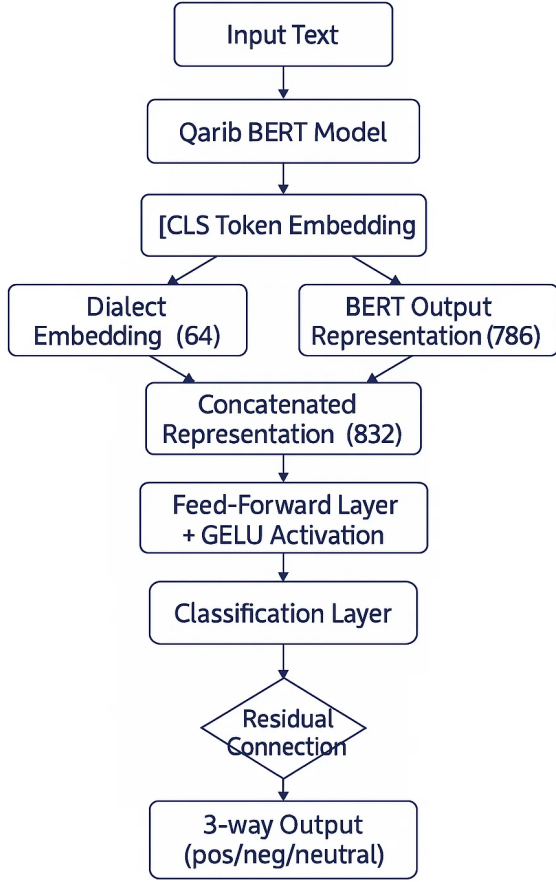 Input Text
Qarib BERT Model
[CLS Token Embedding
Dialect
Embedding (64)
BERT Output
Representation (786)
Concatenated
Representation (832)
Feed-Forward Layer
+ GELU Activation
Classification Layer
Residual
Connection
3-way Output
(pos/neg/neutral)